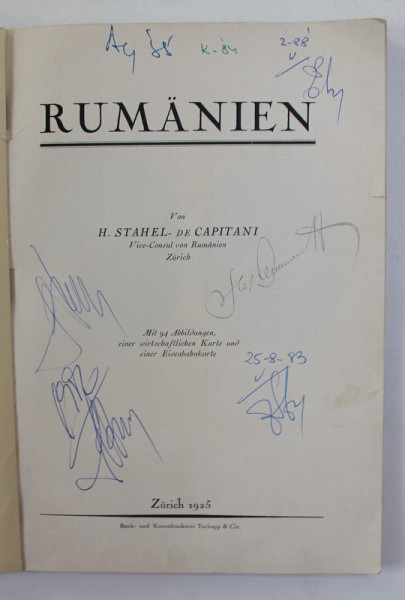 K-84
2-88
RUMÄNIEN
Von
H. STAHEL- DE CAPITANI
Vice-Consul von Rumänien
Zürich
Mit 94 Abbildungen,
einer wirtschaftlichen Karte und
einer Eisenbahnkarte
25-8-83
Zürich 1925
Buch- und Kunstdruckerei Tschopp & Cie.